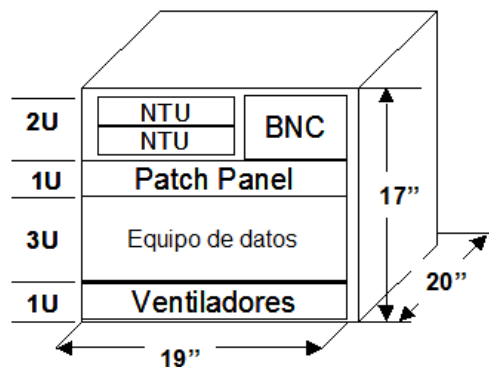 2U
NTU
NTU
BNC
1U
Patch Panel
17”
3U
Equipo de datos
20”
1U
Ventiladores
19”